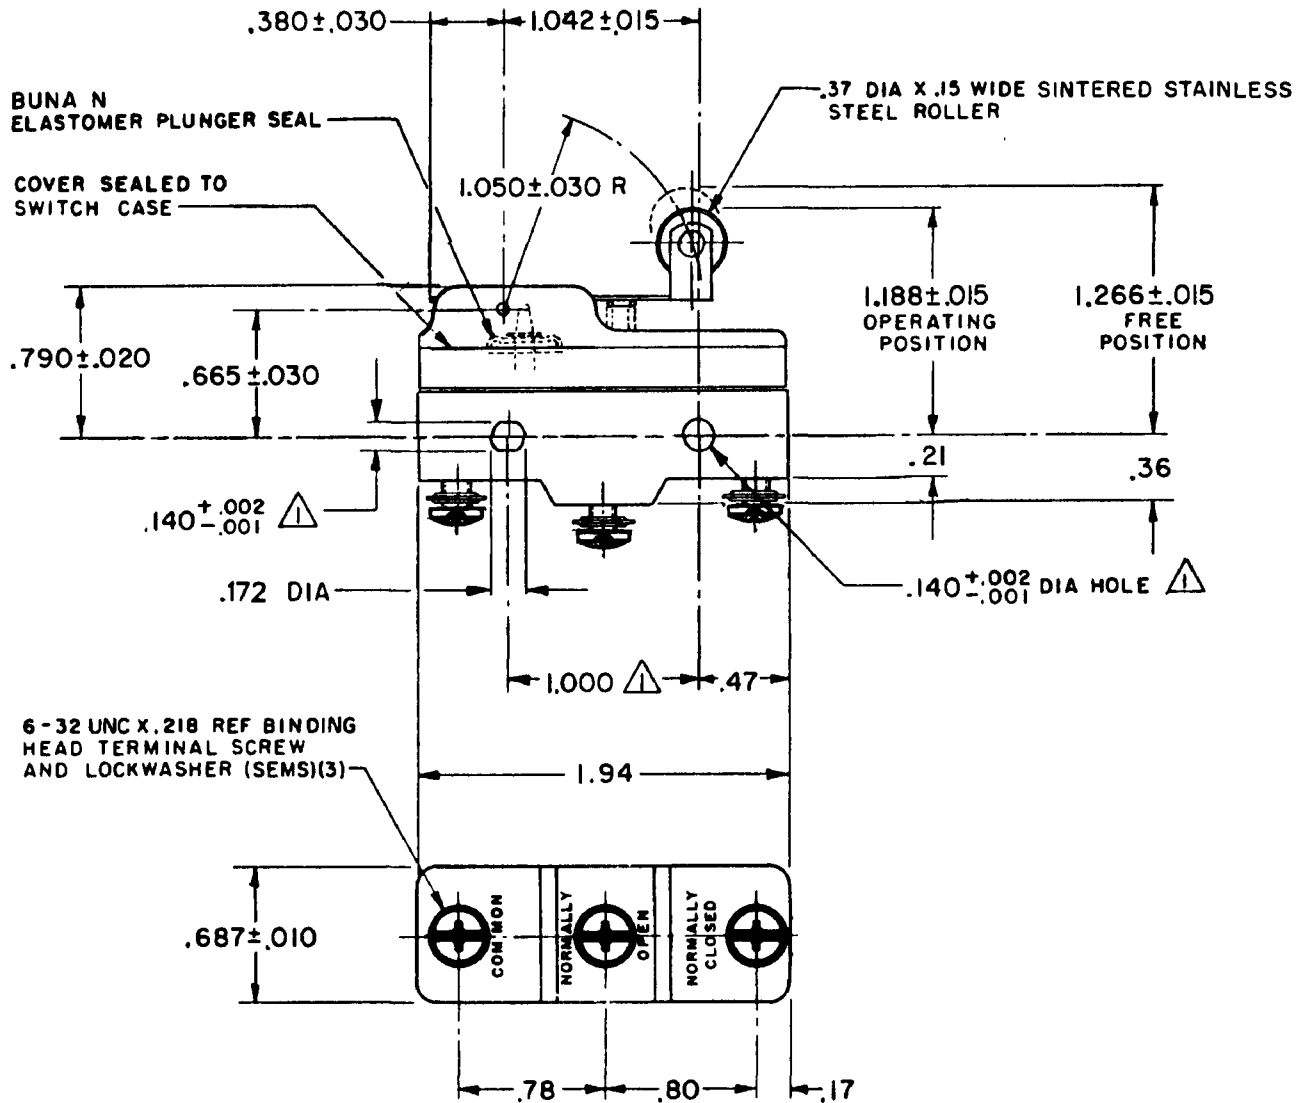 .380±.030
1.042±.015
BUNA N
ELASTOMER PLUNGER SEAL
.37 DIA X .15 WIDE SINTERED STAINLESS
STEEL ROLLER
COVER SEALED TO
SWITCH CASE
1.050±.030 R
1.188±.015
OPERATING
POSITION
1.266±.015
FREE
POSITION
.790±.020
.665±.030
.21
.36
.140 +.002 -.001 1
.172 DIA
.140 +.002 -.001 DIA HOLE 1
1.000 1
.47
6-32 UNC X .218 REF BINDING
HEAD TERMINAL SCREW
AND LOCKWASHER (SEMS)(3)
1.94
.687±.010
COMMON
NORMALLY
OPEN
NORMALLY
CLOSED
.78
.80
.17